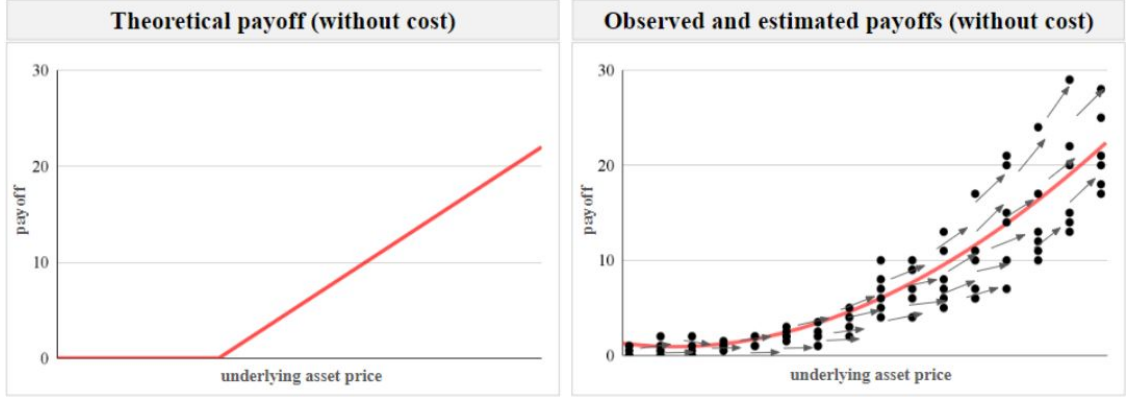 Theoretical payoff (without cost)
30
20
10
0
payoff
underlying asset price
Observed and estimated payoffs (without cost)
30
20
10
0
payoff
underlying asset price